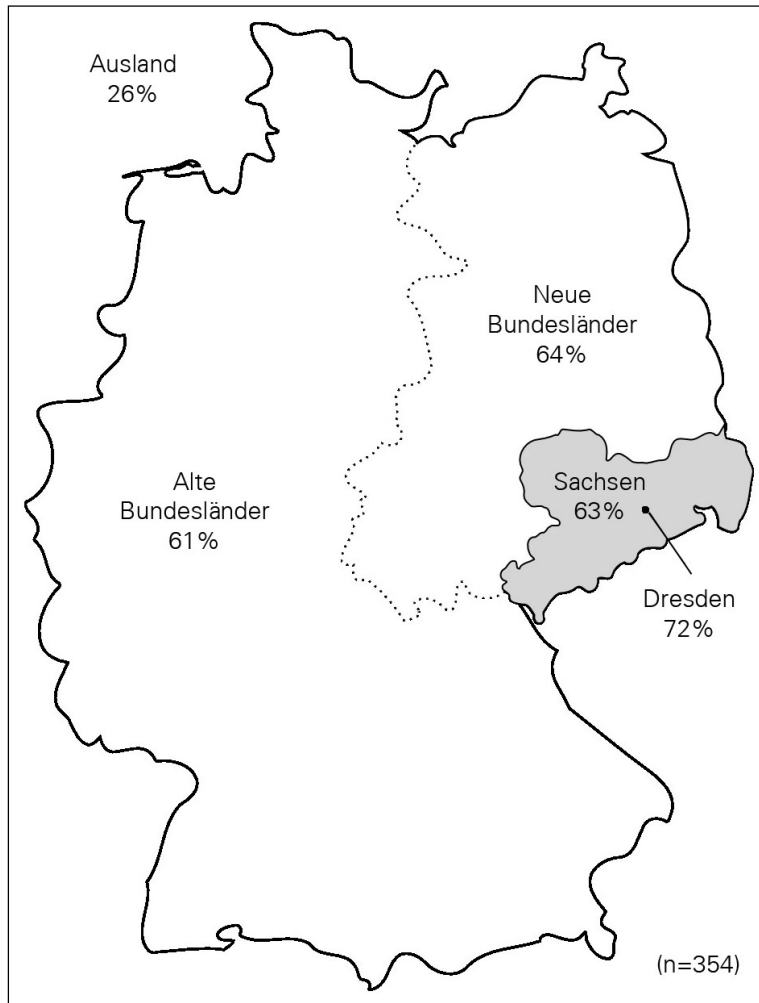 Ausland
26%
Neue
Bundesländer
64%
Alte
Bundesländer
61%
Sachsen
63%
Dresden
72%
(n=354)